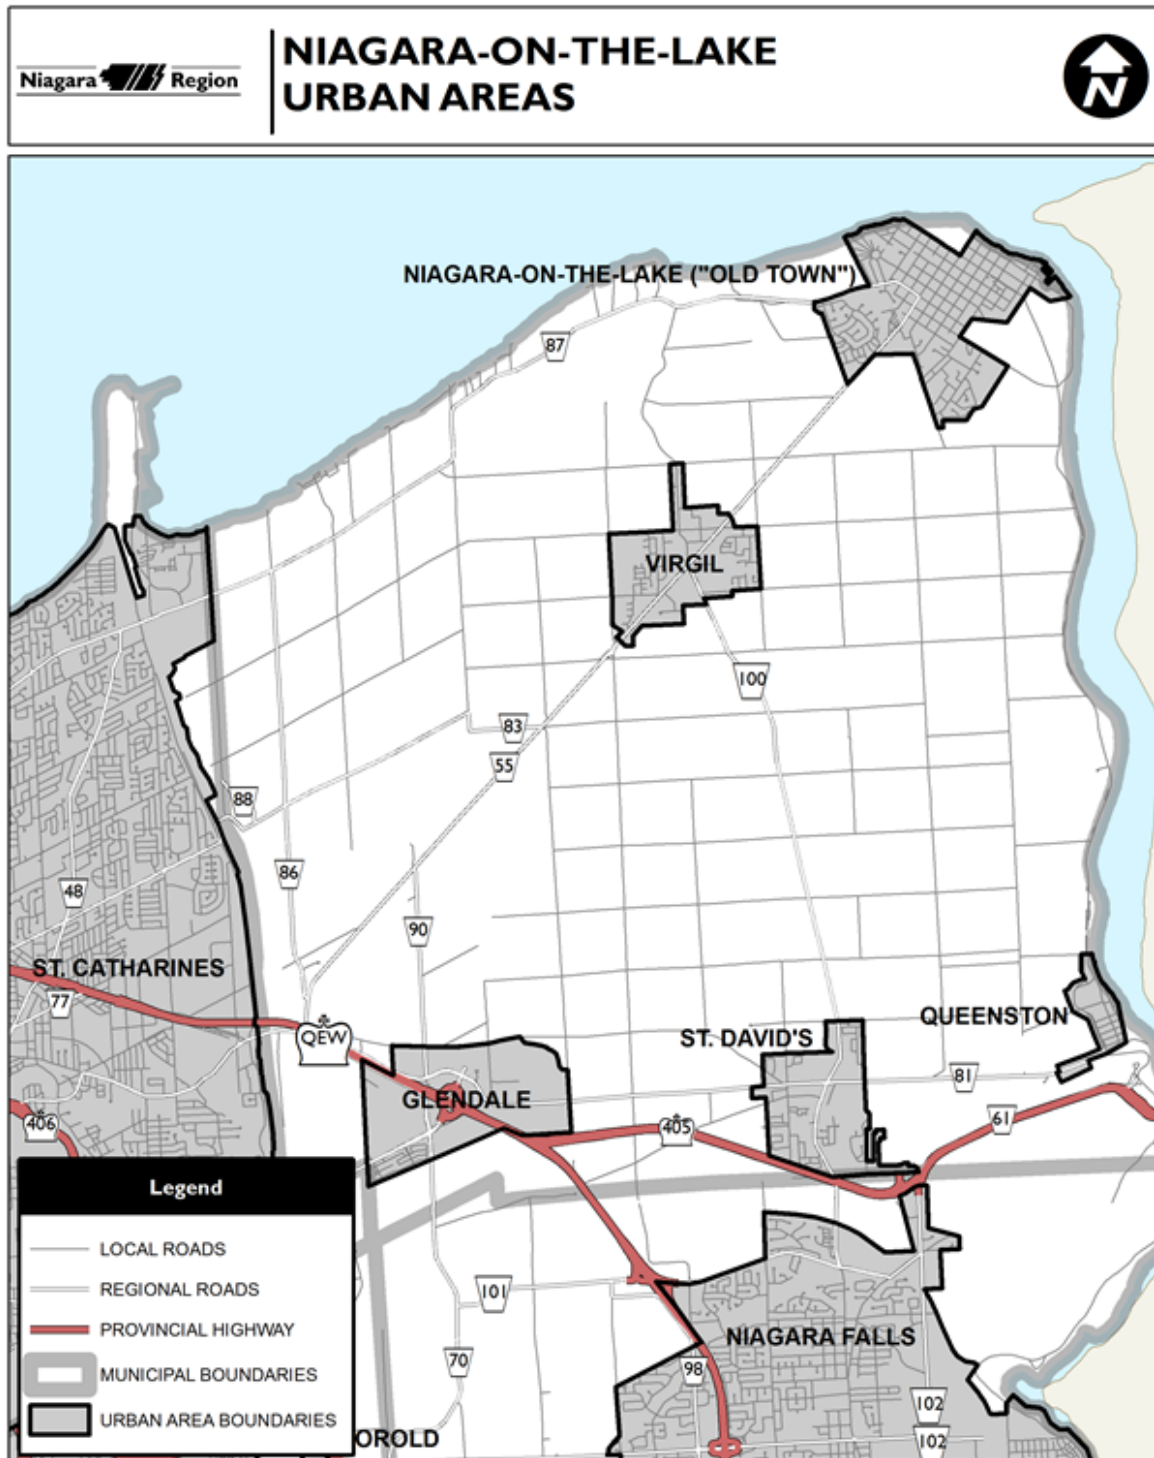 Niagara Region
NIAGARA-ON-THE-LAKE
URBAN AREAS
N
NIAGARA-ON-THE-LAKE ("OLD TOWN")
87
VIRGIL
100
83
55
88
86
48
90
ST. CATHARINES
77
QEW
QUEENSTON
ST. DAVID'S
81
GLENDALE
61
406
405
Legend
LOCAL ROADS
REGIONAL ROADS
PROVINCIAL HIGHWAY
MUNICIPAL BOUNDARIES
URBAN AREA BOUNDARIES
101
NIAGARA FALLS
70
98
102
102
OROLD